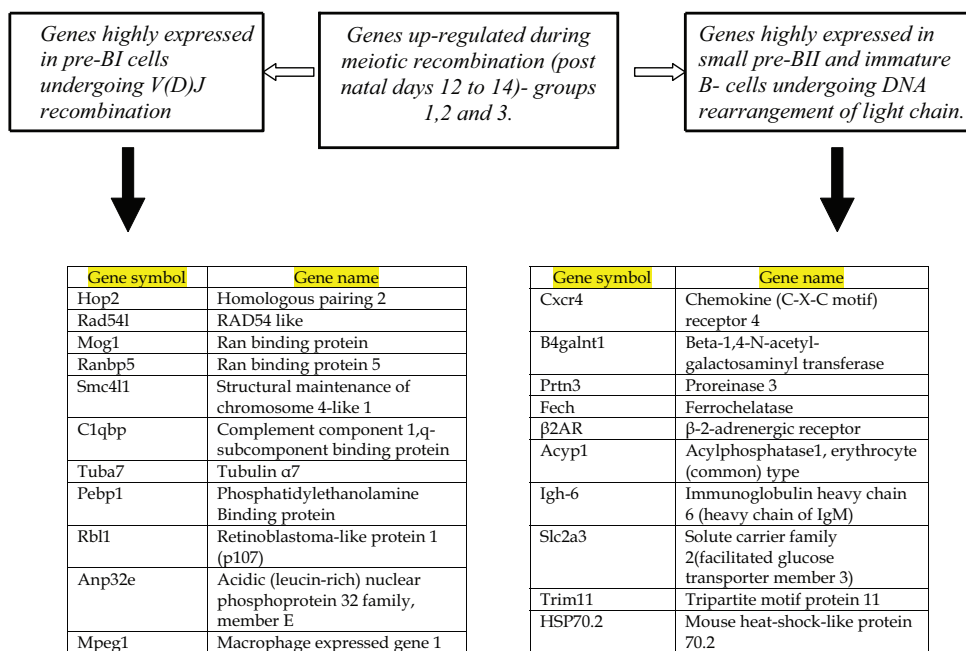 Genes highly expressed
in pre-BI cells
undergoing V(D)J
recombination
Genes up-regulated during
meiotic recombination (post
natal days 12 to 14)- groups
1,2 and 3.
Genes highly expressed in
small pre-BII and immature
B- cells undergoing DNA
rearrangement of light chain.
Gene symbol Gene name
Hop2 Homologous pairing 2
Rad54l RAD54 like
Mog1 Ran binding protein
Ranbp5 Ran binding protein 5
Smc4l1 Structural maintenance of
chromosome 4-like 1
C1qbp Complement component 1,q-
subcomponent binding protein
Tuba7 Tubulin α7
Pebp1 Phosphatidylethanolamine
Binding protein
Rbl1 Retinoblastoma-like protein 1
(p107)
Anp32e Acidic (leucin-rich) nuclear
phosphoprotein 32 family,
member E
Mpeg1 Macrophage expressed gene 1
Gene symbol Gene name
Cxcr4 Chemokine (C-X-C motif)
receptor 4
B4galnt1 Beta-1,4-N-acetyl-
galactosaminyl transferase
Prtn3 Proreinase 3
Fech Ferrochelatase
β2AR β-2-adrenergic receptor
Acyp1 Acylphosphatase1, erythrocyte
(common) type
Igh-6 Immunoglobulin heavy chain
6 (heavy chain of IgM)
Slc2a3 Solute carrier family
2(facilitated glucose
transporter member 3)
Trim11 Tripartite motif protein 11
HSP70.2 Mouse heat-shock-like protein
70.2